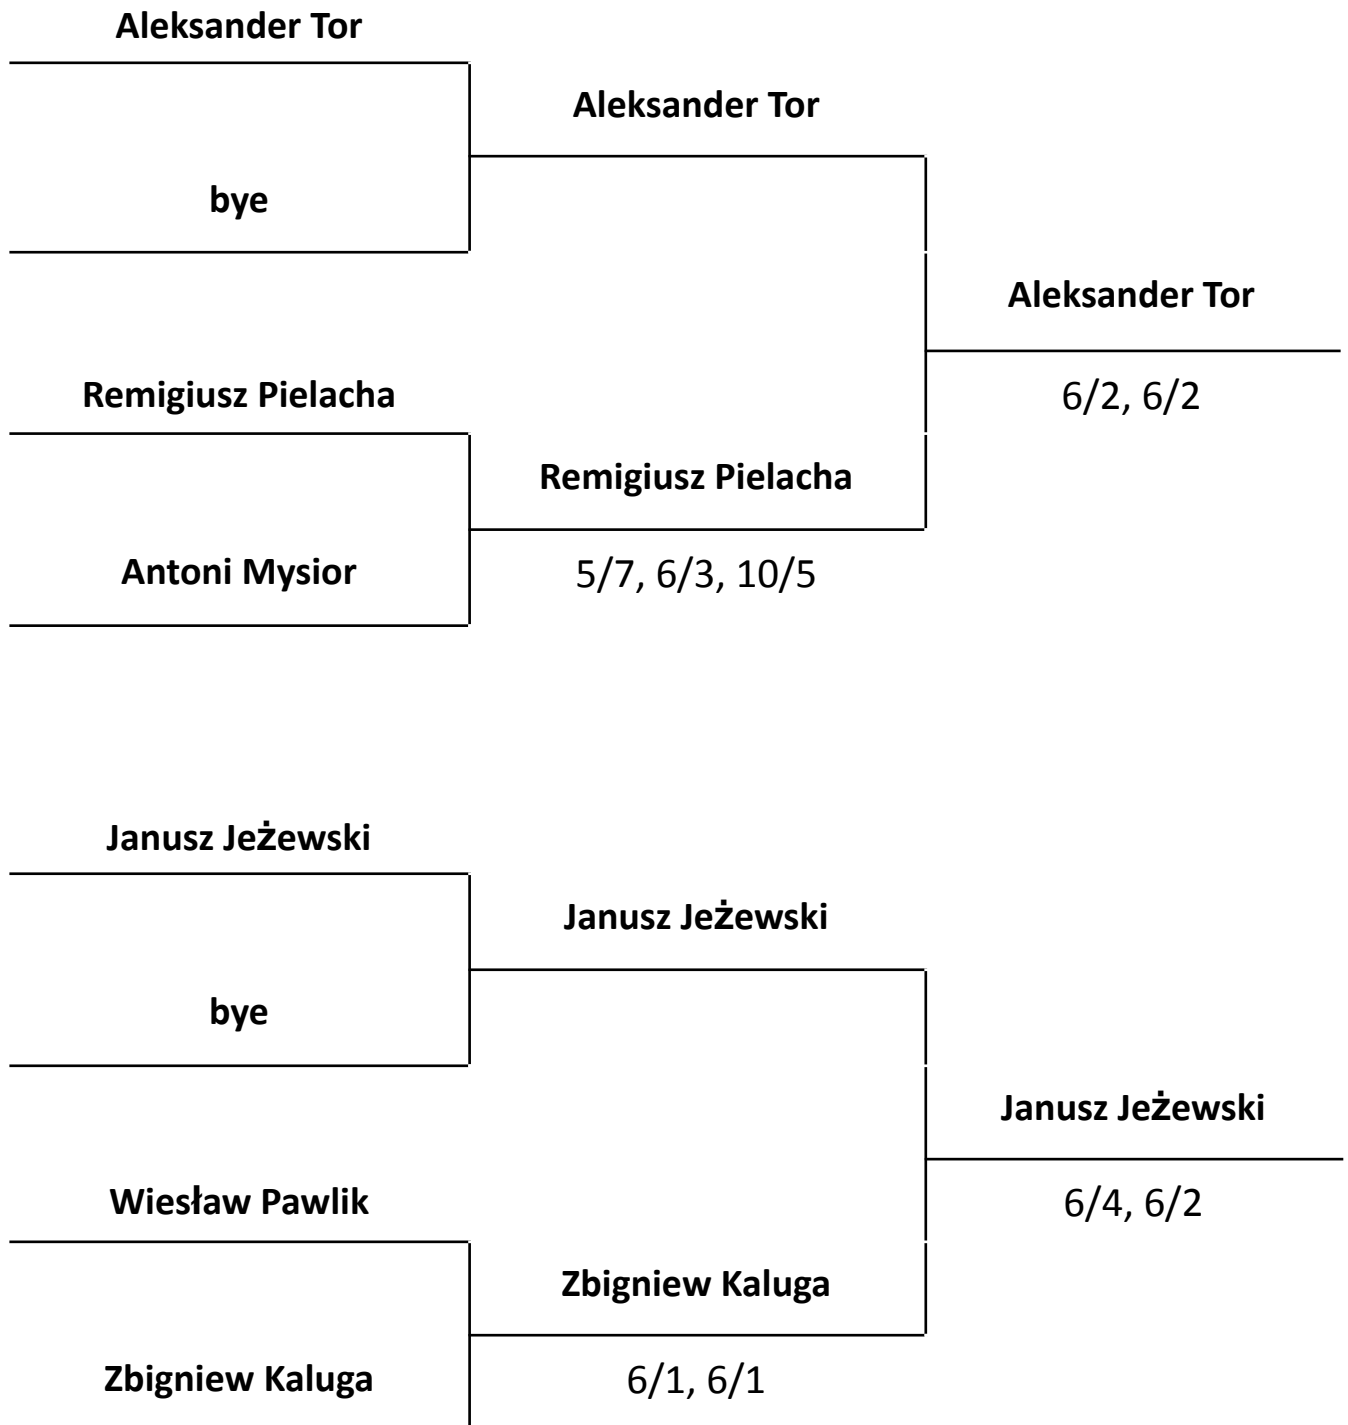 Aleksander Tor
Aleksander Tor
bye
Aleksander Tor
Remigiusz Pielacha
6/2, 6/2
Remigiusz Pielacha
Antoni Mysior
5/7, 6/3, 10/5
Janusz Jeżewski
Janusz Jeżewski
bye
Janusz Jeżewski
Wiesław Pawlik
6/4, 6/2
Zbigniew Kaluga
Zbigniew Kaluga
6/1, 6/1